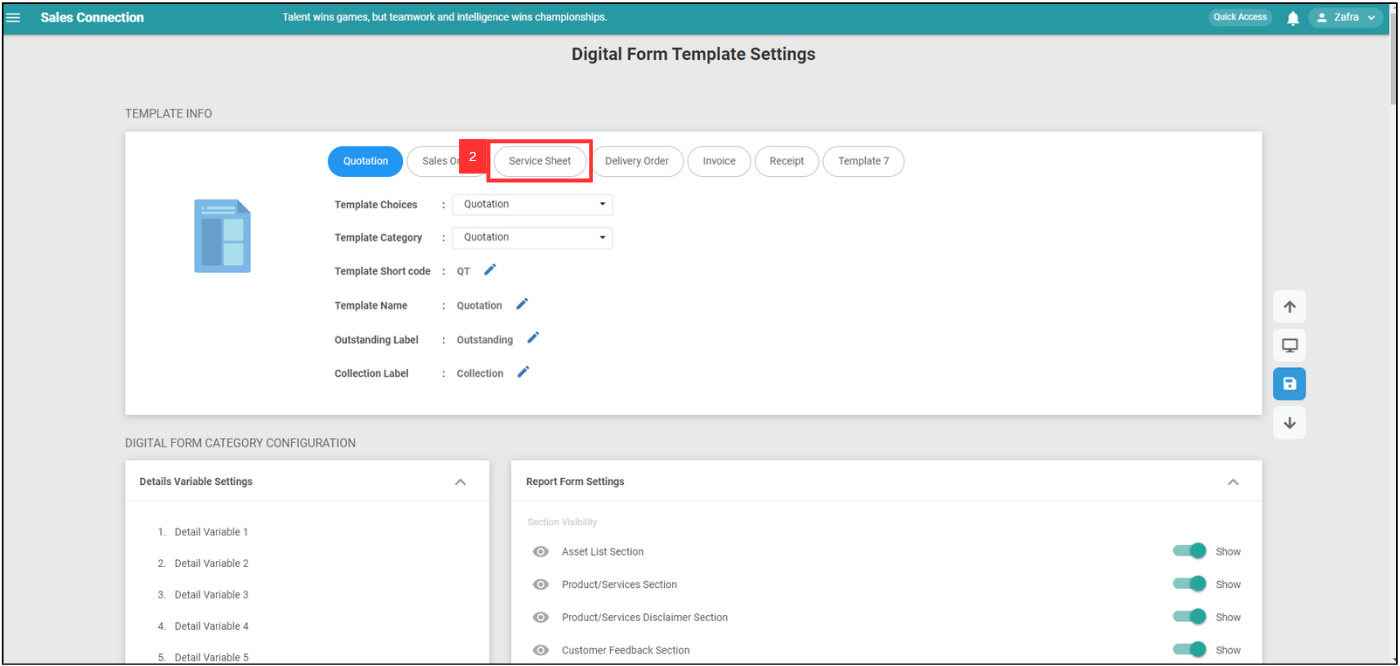 Sales Connection Talent wins games, but teamwork and intelligence wins championships. Quick Access Zafra
Digital Form Template Settings
TEMPLATE INFO
Quotation Sales O 2 Service Sheet Delivery Order Invoice Receipt Template 7
Template Choices : Quotation
Template Category : Quotation
Template Short code : QT
Template Name : Quotation
Outstanding Label : Outstanding
Collection Label : Collection
DIGITAL FORM CATEGORY CONFIGURATION
Details Variable Settings
1. Detail Variable 1
2. Detail Variable 2
3. Detail Variable 3
4. Detail Variable 4
5. Detail Variable 5
Report Form Settings
Section Visibility
Asset List Section Show
Product/Services Section Show
Product/Services Disclaimer Section Show
Customer Feedback Section Show